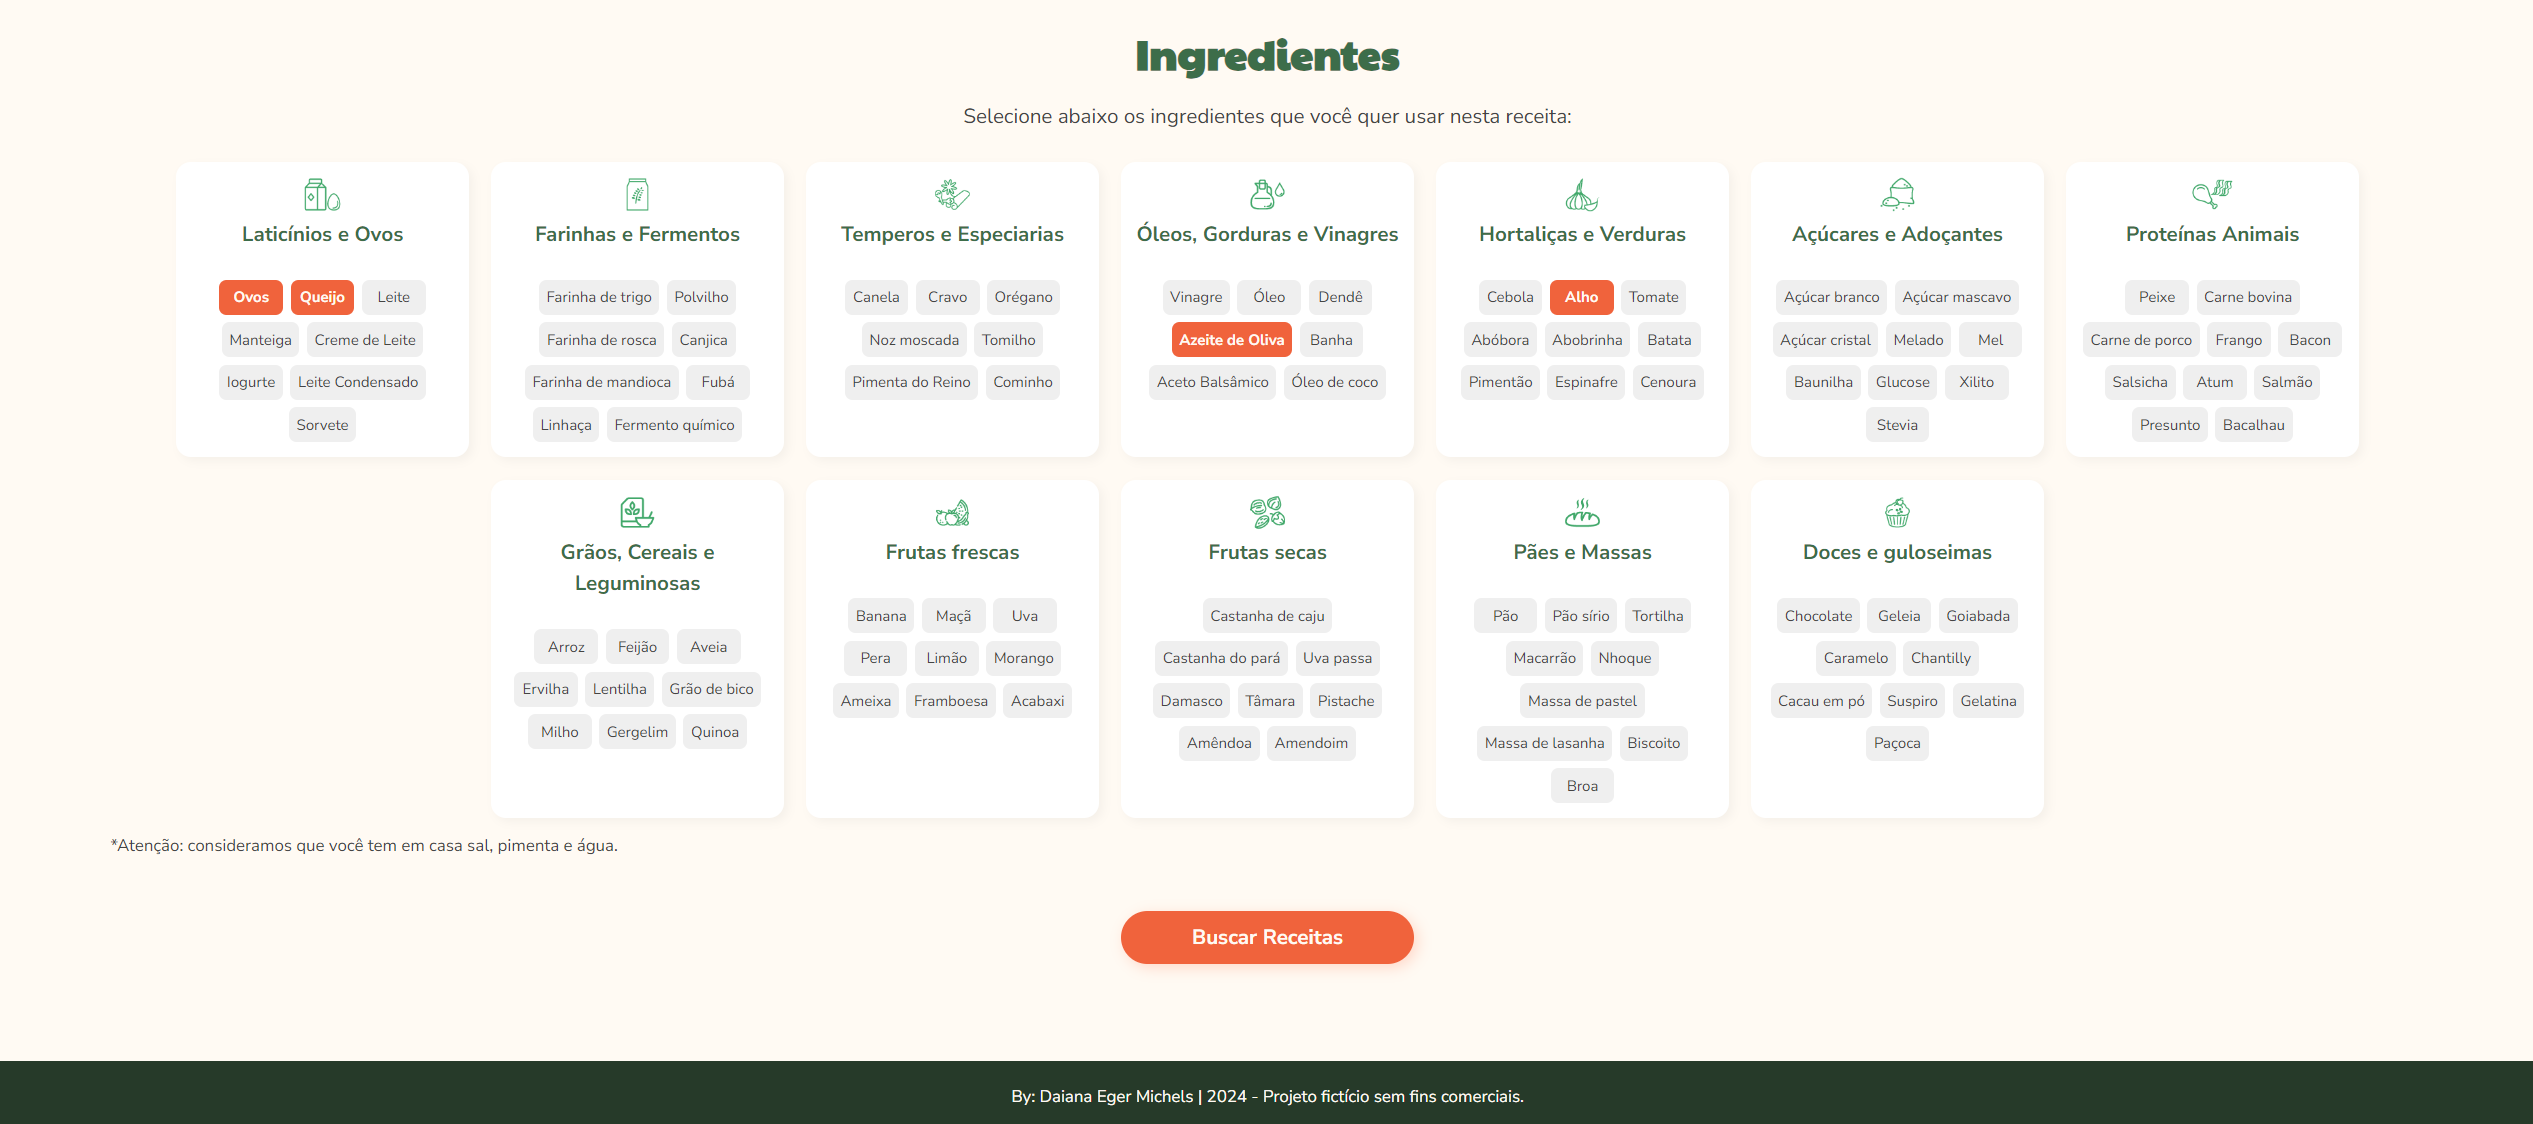 Ingredientes
Selecione abaixo os ingredientes que você quer usar nesta receita:
Laticínios e Ovos
Ovos Queijo Leite
Manteiga Creme de Leite
Iogurte Leite Condensado
Sorvete
Farinhas e Fermentos
Farinha de trigo Polvilho
Farinha de rosca Canjica
Farinha de mandioca Fubá
Linhaça Fermento químico
Temperos e Especiarias
Canela Cravo Orégano
Noz moscada Tomilho
Pimenta do Reino Cominho
Óleos, Gorduras e Vinagres
Vinagre Óleo Dendê
Azeite de Oliva Banha
Aceto Balsâmico Óleo de coco
Hortaliças e Verduras
Cebola Alho Tomate
Abóbora Abobrinha Batata
Pimentão Espinafre Cenoura
Açúcares e Adoçantes
Açúcar branco Açúcar mascavo
Açúcar cristal Melado Mel
Baunilha Glucose Xilito
Stevia
Proteínas Animais
Peixe Carne bovina
Carne de porco Frango Bacon
Salsicha Atum Salmão
Presunto Bacalhau
Grãos, Cereais e
Leguminosas
Arroz Feijão Aveia
Ervilha Lentilha Grão de bico
Milho Gergelim Quinoa
Frutas frescas
Banana Maçã Uva
Pera Limão Morango
Ameixa Framboesa Acabaxi
Frutas secas
Castanha de caju
Castanha do pará Uva passa
Damasco Tâmara Pistache
Amêndoa Amendoim
Pães e Massas
Pão Pão sírio Tortilha
Macarrão Nhoque
Massa de pastel
Massa de lasanha Biscoito
Broa
Doces e guloseimas
Chocolate Geleia Goiabada
Caramelo Chantilly
Cacau em pó Suspiro Gelatina
Paçoca
*Atenção: consideramos que você tem em casa sal, pimenta e água.
Buscar Receitas
By: Daiana Eger Michels | 2024 - Projeto fictício sem fins comerciais.